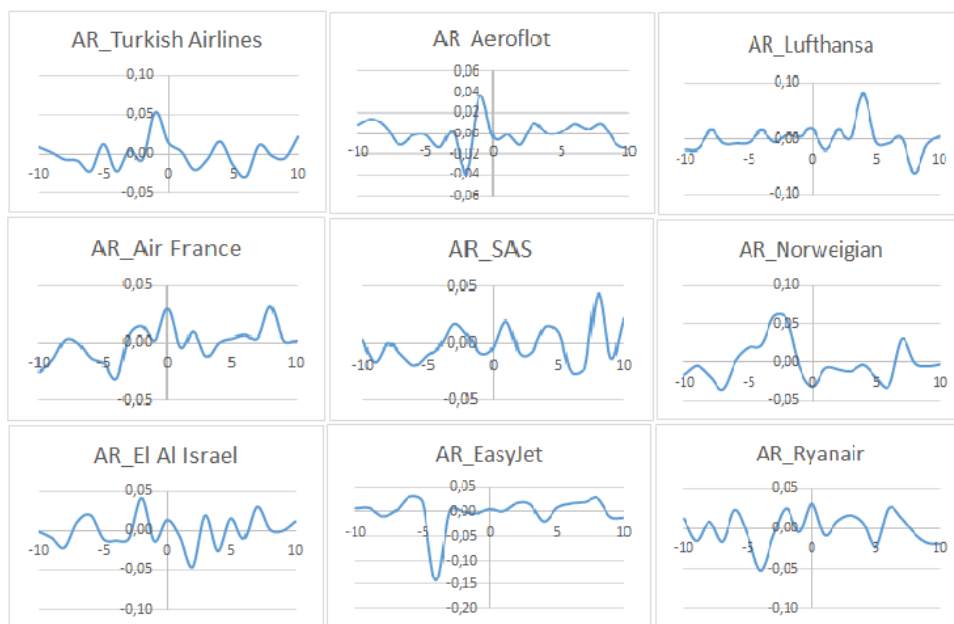 AR_Turkish Airlines
0,10
0,05
0,00
-10 -5 0 5 10
-0,05
AR_Aeroflot
0,06
0,04
0,02
0,00
-10 -5 0 5 10
-0,02
-0,04
-0,06
AR_Lufthansa
0,10
0,00
-10 -5 0 5 10
-0,10
AR_Air France
0,05
0,00
-10 -5 0 5 10
-0,05
AR_SAS
0,05
0,00
-10 -5 0 5 10
-0,05
AR_Norweigian
0,10
0,05
0,00
-10 -5 0 5 10
-0,05
AR_El Al Israel
0,05
0,00
-10 -5 0 5 10
-0,05
-0,10
AR_EasyJet
0,05
0,00
-10 -5 0 5 10
-0,05
-0,10
-0,15
-0,20
AR_Ryanair
0,05
0,00
-10 -5 0 5 10
-0,05
-0,10